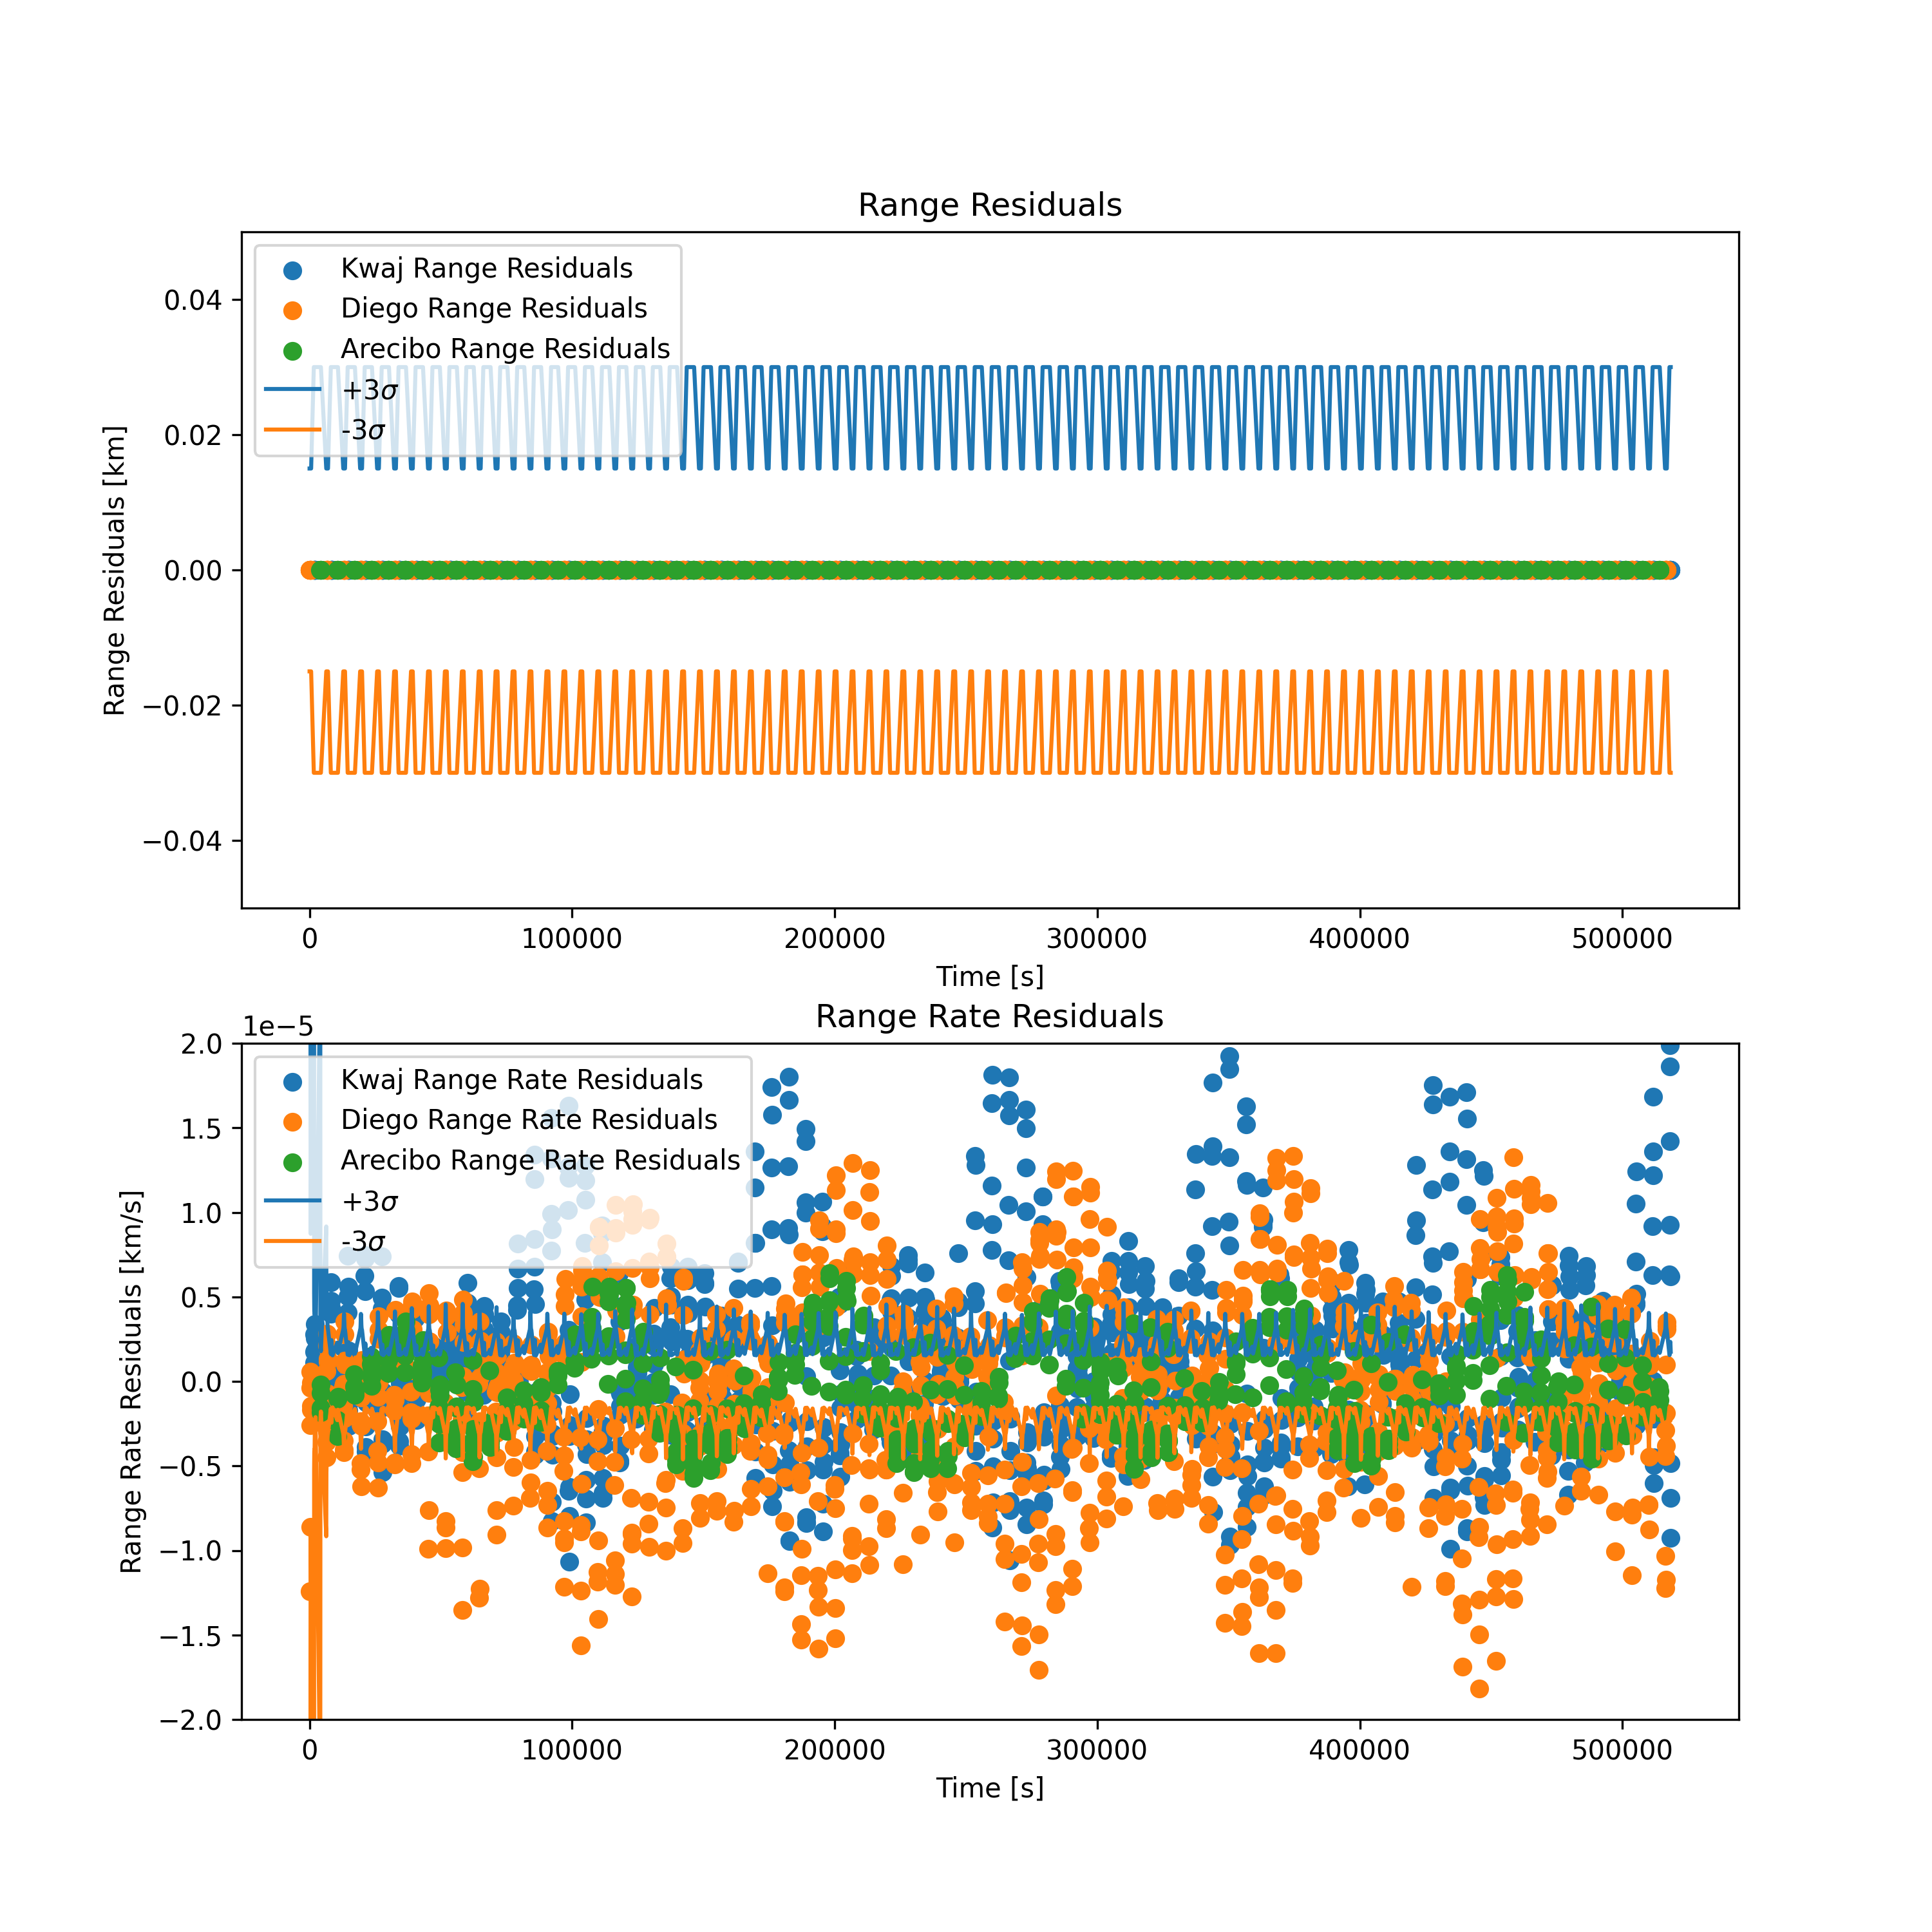 Range Residuals
Kwaj Range Residuals
Diego Range Residuals
Arecibo Range Residuals
+3σ
-3σ
0.04
0.02
0.00
−0.02
−0.04
Range Residuals [km]
0 100000 200000 300000 400000 500000
Time [s]
Range Rate Residuals
1e−5
Kwaj Range Rate Residuals
Diego Range Rate Residuals
Arecibo Range Rate Residuals
+3σ
-3σ
2.0
1.5
1.0
0.5
0.0
−0.5
−1.0
−1.5
−2.0
Range Rate Residuals [km/s]
0 100000 200000 300000 400000 500000
Time [s]